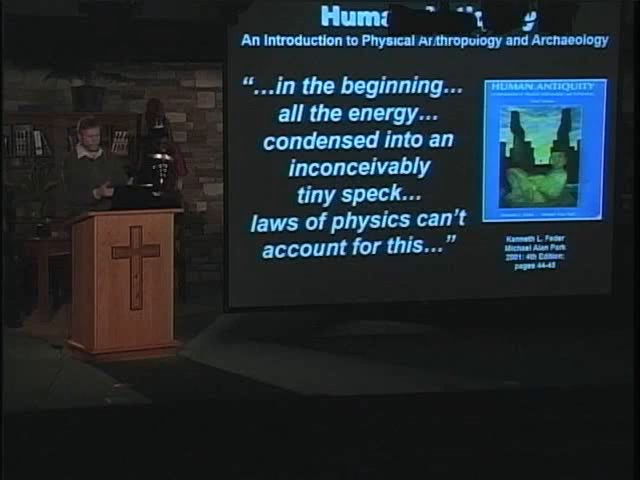 Human Antiquity
An Introduction to Physical Anthropology and Archaeology
“...in the beginning...
all the energy...
condensed into an
inconceivably
tiny speck...
laws of physics can’t
account for this...”
HUMAN ANTIQUITY
Kenneth L. Feder
Michael Alan Park
2001: 4th Edition;
pages 44-45